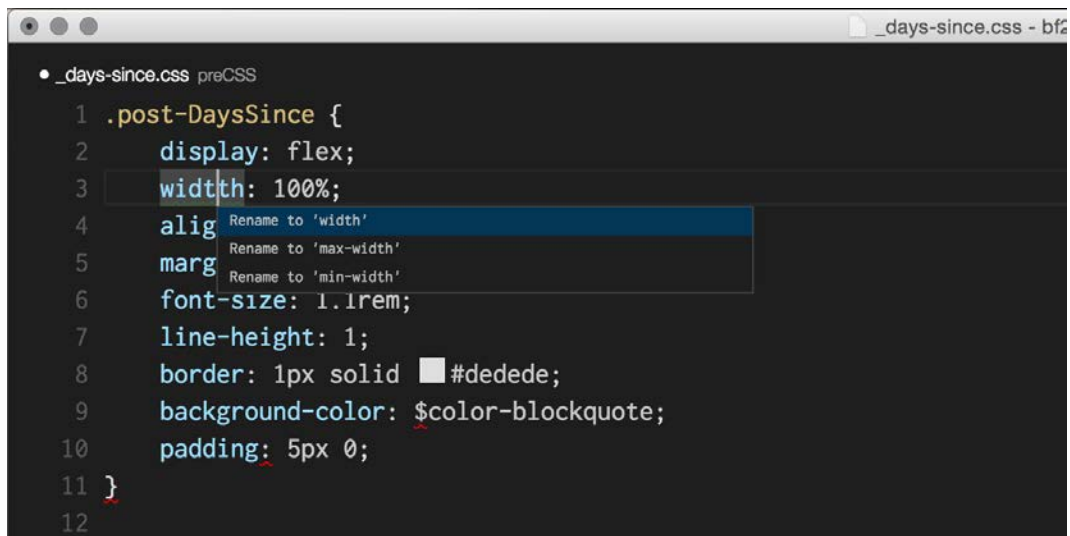 _days-since.css - bf2
_days-since.css preCSS
1 .post-DaysSince {
2 display: flex;
3 widtth: 100%;
4 alig
Rename to 'width'
Rename to 'max-width'
5 marg
Rename to 'min-width'
6 font-size: 1.1rem;
7 line-height: 1;
8 border: 1px solid #dedede;
9 background-color: $color-blockquote;
10 padding: 5px 0;
11 }
12